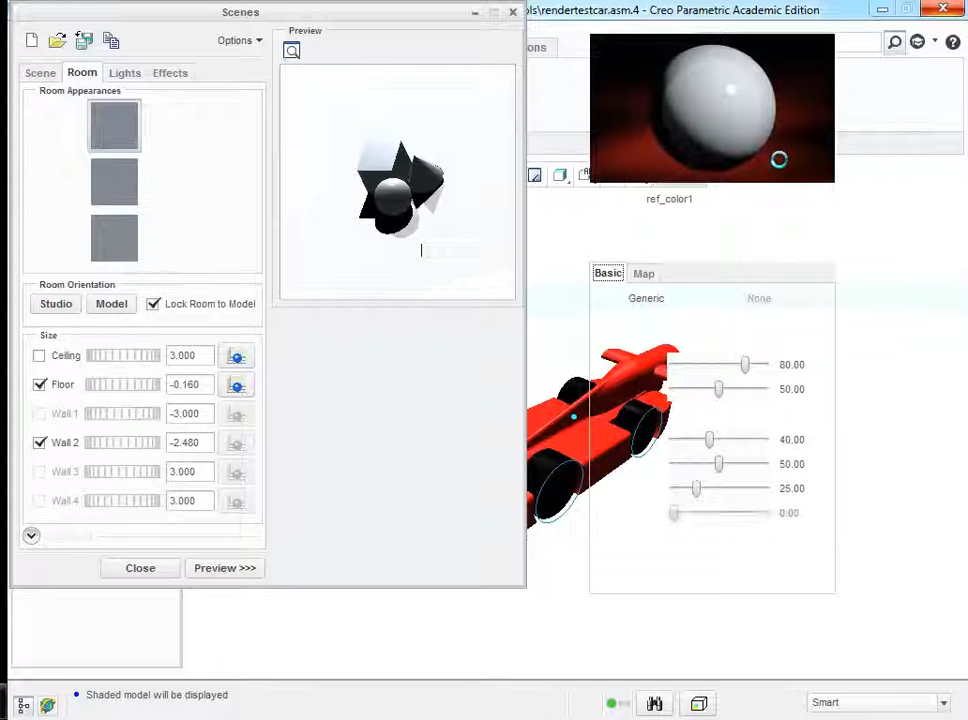 Scenes
ls\rendertestcar.asm.4 - Creo Parametric Academic Edition
Options
Preview
ons
Scene
Room
Lights
Effects
Room Appearances
ref_color1
Basic
Map
Room Orientation
Generic
None
Studio
Model
Lock Room to Model
Size
Ceiling
3.000
80.00
Floor
-0.160
50.00
Wall 1
-3.000
Wall 2
-2.480
40.00
Wall 3
3.000
50.00
Wall 4
3.000
25.00
0.00
Close
Preview >>>
Shaded model will be displayed
Smart